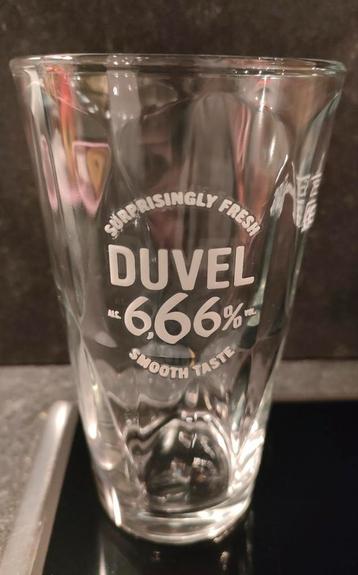 SURPRISINGLY FRESH
DUVEL
ALC. 6,66% VOL.
SMOOTH TASTE